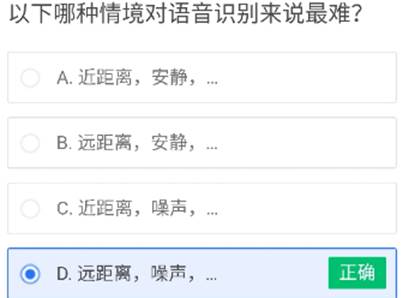 以下哪种情境对语音识别来说最难?
A. 近距离，安静，...
B. 远距离，安静，...
C. 近距离，噪声，...
D. 远距离，噪声，...
正确